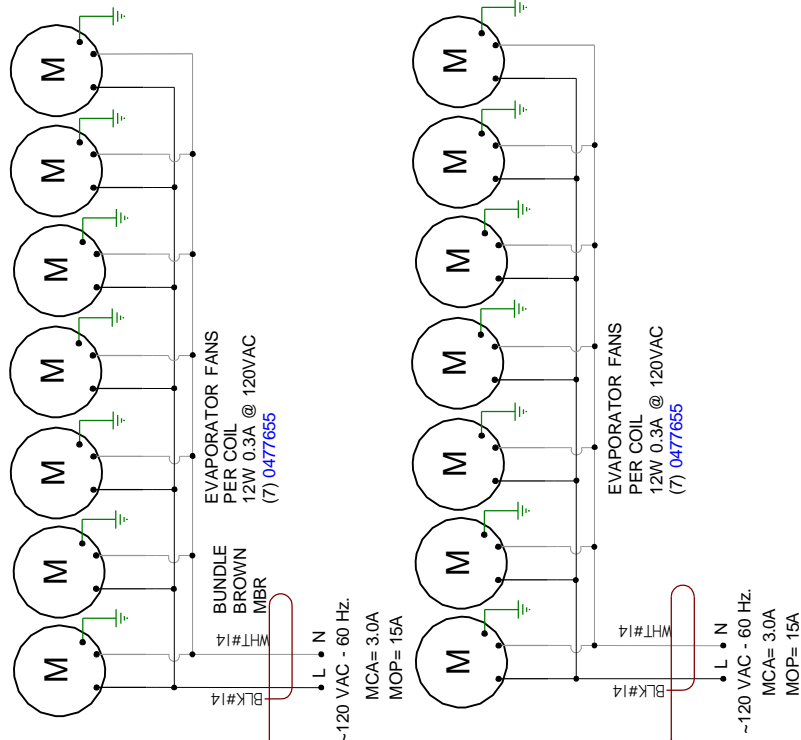 M
M
M
M
M
M
M
EVAPORATOR FANS
PER COIL
12W 0.3A @ 120VAC
(7) 0477655
BUNDLE
BROWN
MBR
WHT#14
BLK#14
L N
~120 VAC - 60 Hz.
MCA= 3.0A
MOP= 15A
M
M
M
M
M
M
M
EVAPORATOR FANS
PER COIL
12W 0.3A @ 120VAC
(7) 0477655
WHT#14
BLK#14
L N
~120 VAC - 60 Hz.
MCA= 3.0A
MOP= 15A